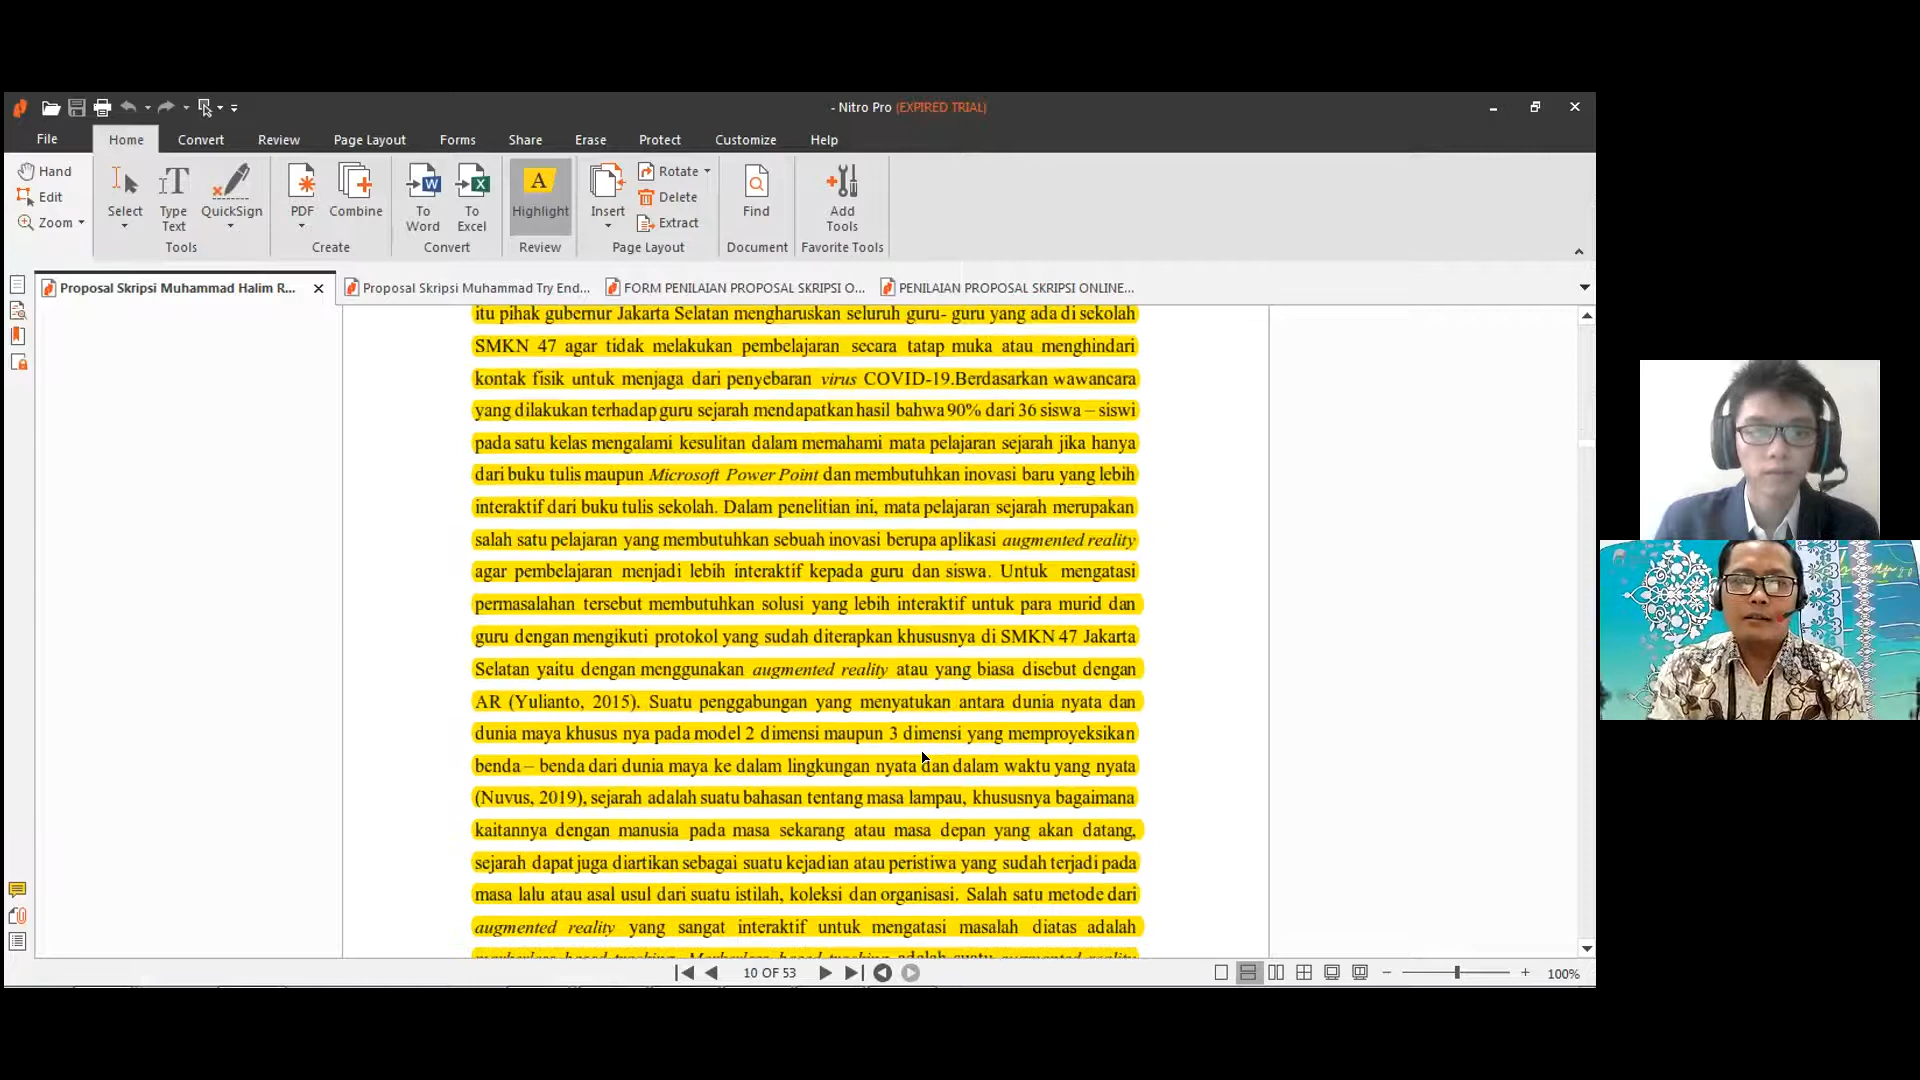 - Nitro Pro (EXPIRED TRIAL)
File Home Convert Review Page Layout Forms Share Erase Protect Customize Help
Hand
Edit
Zoom
Select
Type Text
QuickSign
Tools
PDF
Combine
Create
To Word
To Excel
Convert
A
Highlight
Review
Insert
Rotate
Delete
Extract
Page Layout
Find
Document
Add Tools
Favorite Tools
Proposal Skripsi Muhammad Halim R...
Proposal Skripsi Muhammad Try End...
FORM PENILAIAN PROPOSAL SKRIPSI O...
PENILAIAN PROPOSAL SKRIPSI ONLINE...
itu pihak gubernur Jakarta Selatan mengharuskan seluruh guru- guru yang ada di sekolah
SMKN 47 agar tidak melakukan pembelajaran secara tatap muka atau menghindari
kontak fisik untuk menjaga dari penyebaran virus COVID-19.Berdasarkan wawancara
yang dilakukan terhadap guru sejarah mendapatkan hasil bahwa 90% dari 36 siswa – siswi
pada satu kelas mengalami kesulitan dalam memahami mata pelajaran sejarah jika hanya
dari buku tulis maupun Microsoft Power Point dan membutuhkan inovasi baru yang lebih
interaktif dari buku tulis sekolah. Dalam penelitian ini, mata pelajaran sejarah merupakan
salah satu pelajaran yang membutuhkan sebuah inovasi berupa aplikasi augmented reality
agar pembelajaran menjadi lebih interaktif kepada guru dan siswa. Untuk mengatasi
permasalahan tersebut membutuhkan solusi yang lebih interaktif untuk para murid dan
guru dengan mengikuti protokol yang sudah diterapkan khususnya di SMKN 47 Jakarta
Selatan yaitu dengan menggunakan augmented reality atau yang biasa disebut dengan
AR (Yulianto, 2015). Suatu penggabungan yang menyatukan antara dunia nyata dan
dunia maya khusus nya pada model 2 dimensi maupun 3 dimensi yang memproyeksikan
benda – benda dari dunia maya ke dalam lingkungan nyata dan dalam waktu yang nyata
(Nuvus, 2019), sejarah adalah suatu bahasan tentang masa lampau, khususnya bagaimana
kaitannya dengan manusia pada masa sekarang atau masa depan yang akan datang,
sejarah dapat juga diartikan sebagai suatu kejadian atau peristiwa yang sudah terjadi pada
masa lalu atau asal usul dari suatu istilah, koleksi dan organisasi. Salah satu metode dari
augmented reality yang sangat interaktif untuk mengatasi masalah diatas adalah
markerless based tracking. Markerless based tracking adalah suatu augmented reality
10 OF 53
100%